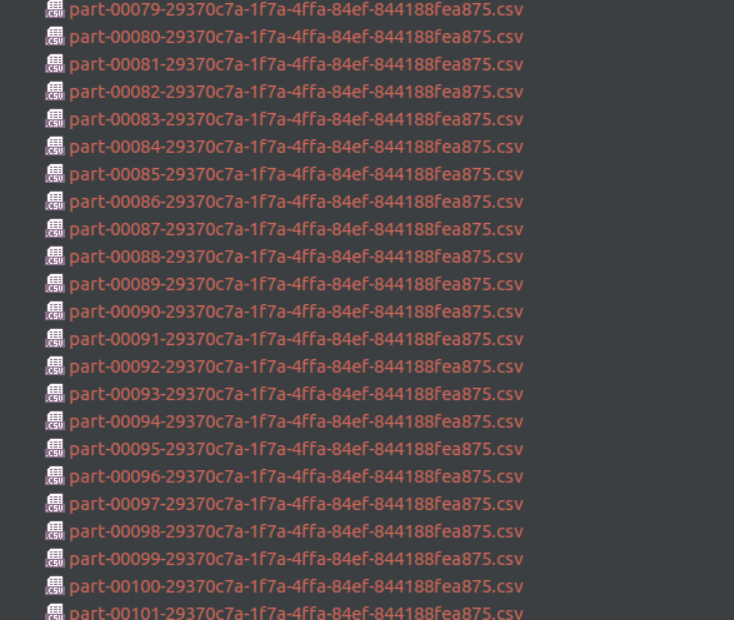 part-00079-29370c7a-1f7a-4ffa-84ef-844188fea875.csv
part-00080-29370c7a-1f7a-4ffa-84ef-844188fea875.csv
part-00081-29370c7a-1f7a-4ffa-84ef-844188fea875.csv
part-00082-29370c7a-1f7a-4ffa-84ef-844188fea875.csv
part-00083-29370c7a-1f7a-4ffa-84ef-844188fea875.csv
part-00084-29370c7a-1f7a-4ffa-84ef-844188fea875.csv
part-00085-29370c7a-1f7a-4ffa-84ef-844188fea875.csv
part-00086-29370c7a-1f7a-4ffa-84ef-844188fea875.csv
part-00087-29370c7a-1f7a-4ffa-84ef-844188fea875.csv
part-00088-29370c7a-1f7a-4ffa-84ef-844188fea875.csv
part-00089-29370c7a-1f7a-4ffa-84ef-844188fea875.csv
part-00090-29370c7a-1f7a-4ffa-84ef-844188fea875.csv
part-00091-29370c7a-1f7a-4ffa-84ef-844188fea875.csv
part-00092-29370c7a-1f7a-4ffa-84ef-844188fea875.csv
part-00093-29370c7a-1f7a-4ffa-84ef-844188fea875.csv
part-00094-29370c7a-1f7a-4ffa-84ef-844188fea875.csv
part-00095-29370c7a-1f7a-4ffa-84ef-844188fea875.csv
part-00096-29370c7a-1f7a-4ffa-84ef-844188fea875.csv
part-00097-29370c7a-1f7a-4ffa-84ef-844188fea875.csv
part-00098-29370c7a-1f7a-4ffa-84ef-844188fea875.csv
part-00099-29370c7a-1f7a-4ffa-84ef-844188fea875.csv
part-00100-29370c7a-1f7a-4ffa-84ef-844188fea875.csv
part-00101-29370c7a-1f7a-4ffa-84ef-844188fea875.csv